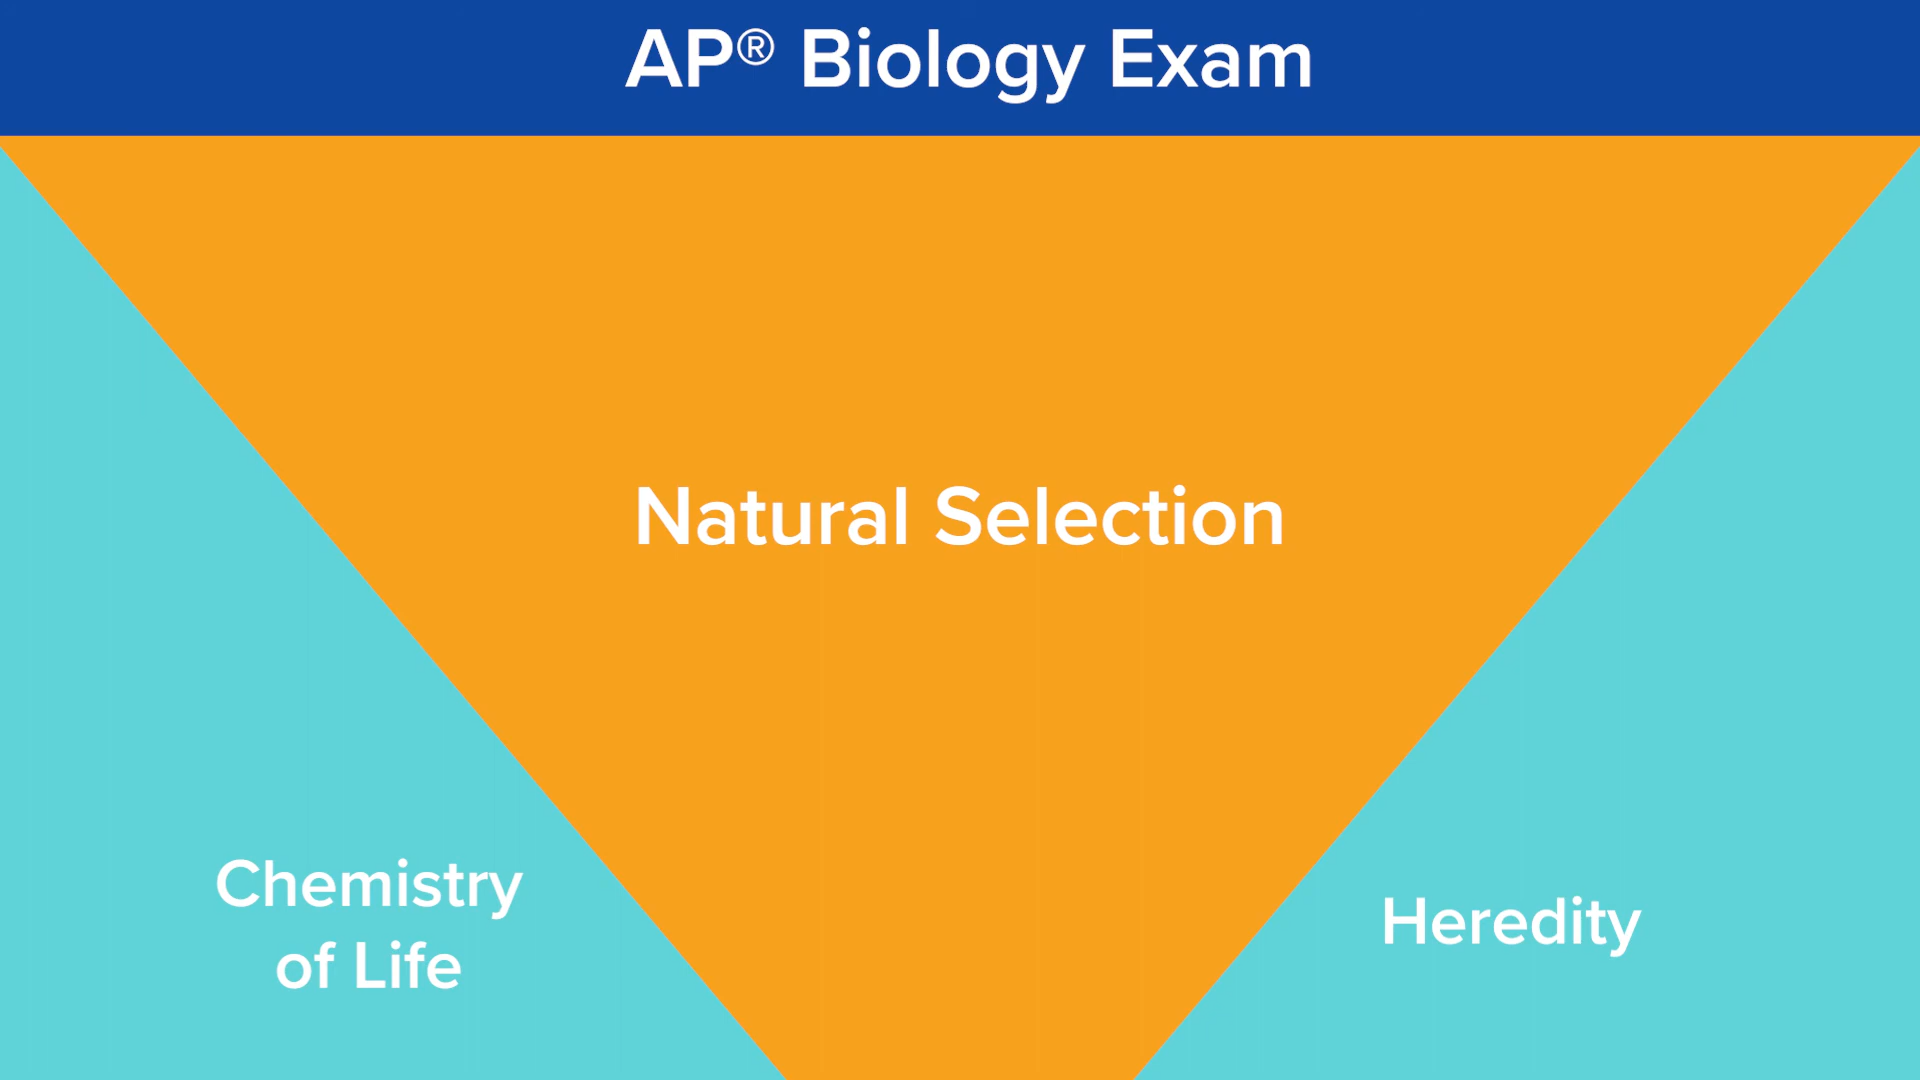 AP® Biology Exam
Natural Selection
Chemistry
of Life
Heredity